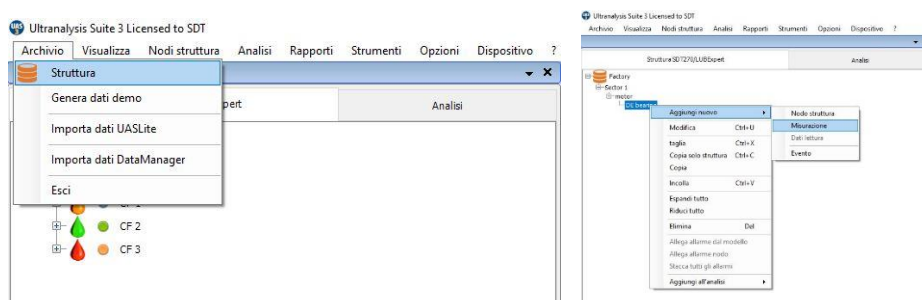 Ultranalysis Suite 3 Licensed to SDT
Archivio Visualizza Nodi struttura Analisi Rapporti Strumenti Opzioni Dispositivo ?
Struttura
Genera dati demo
pert Analisi
Importa dati UASLite
Importa dati DataManager
Esci
CF 2
CF 3
Ultranalysis Suite 3 Licensed to SDT
Archivio Visualizza Nodi struttura Analisi Rapporti Strumenti Opzioni Dispositivo ?
Struttura SDT270/LUBExpert Analisi
Factory
Sector 1
motor
DE bearing
Aggiungi nuovo
Nodo struttura
Modifica Ctrl+U
Misurazione
Dati lettura
taglia Ctrl+X
Copia solo struttura Ctrl+C
Evento
Copia
Incolla Ctrl+V
Espandi tutto
Riduci tutto
Elimina Del
Allega allarme dal modello
Allega allarme nodo
Stacca tutti gli allarmi
Aggiungi all'analisi